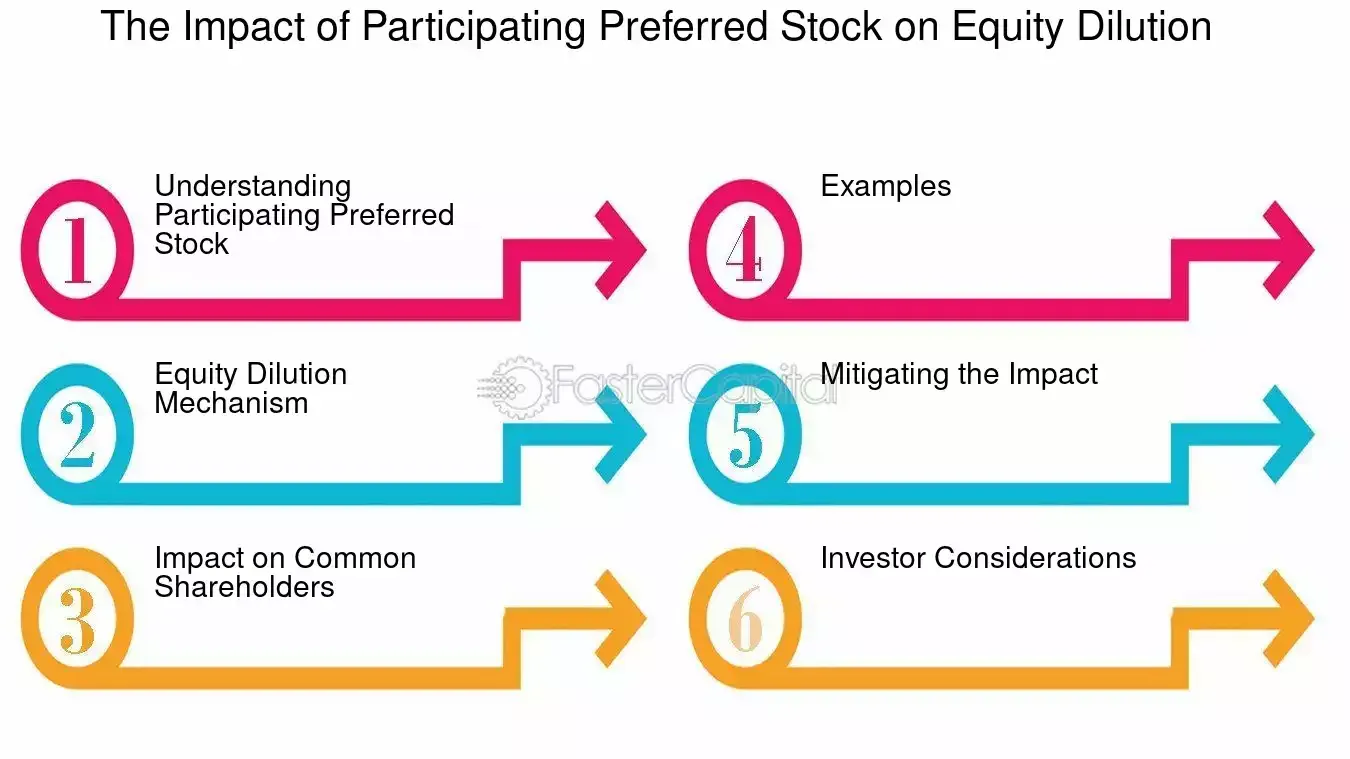 The Impact of Participating Preferred Stock on Equity Dilution
1
Understanding
Participating Preferred
Stock
2
Equity Dilution
Mechanism
3
Impact on Common
Shareholders
4
Examples
5
Mitigating the Impact
6
Investor Considerations
FasterCapital